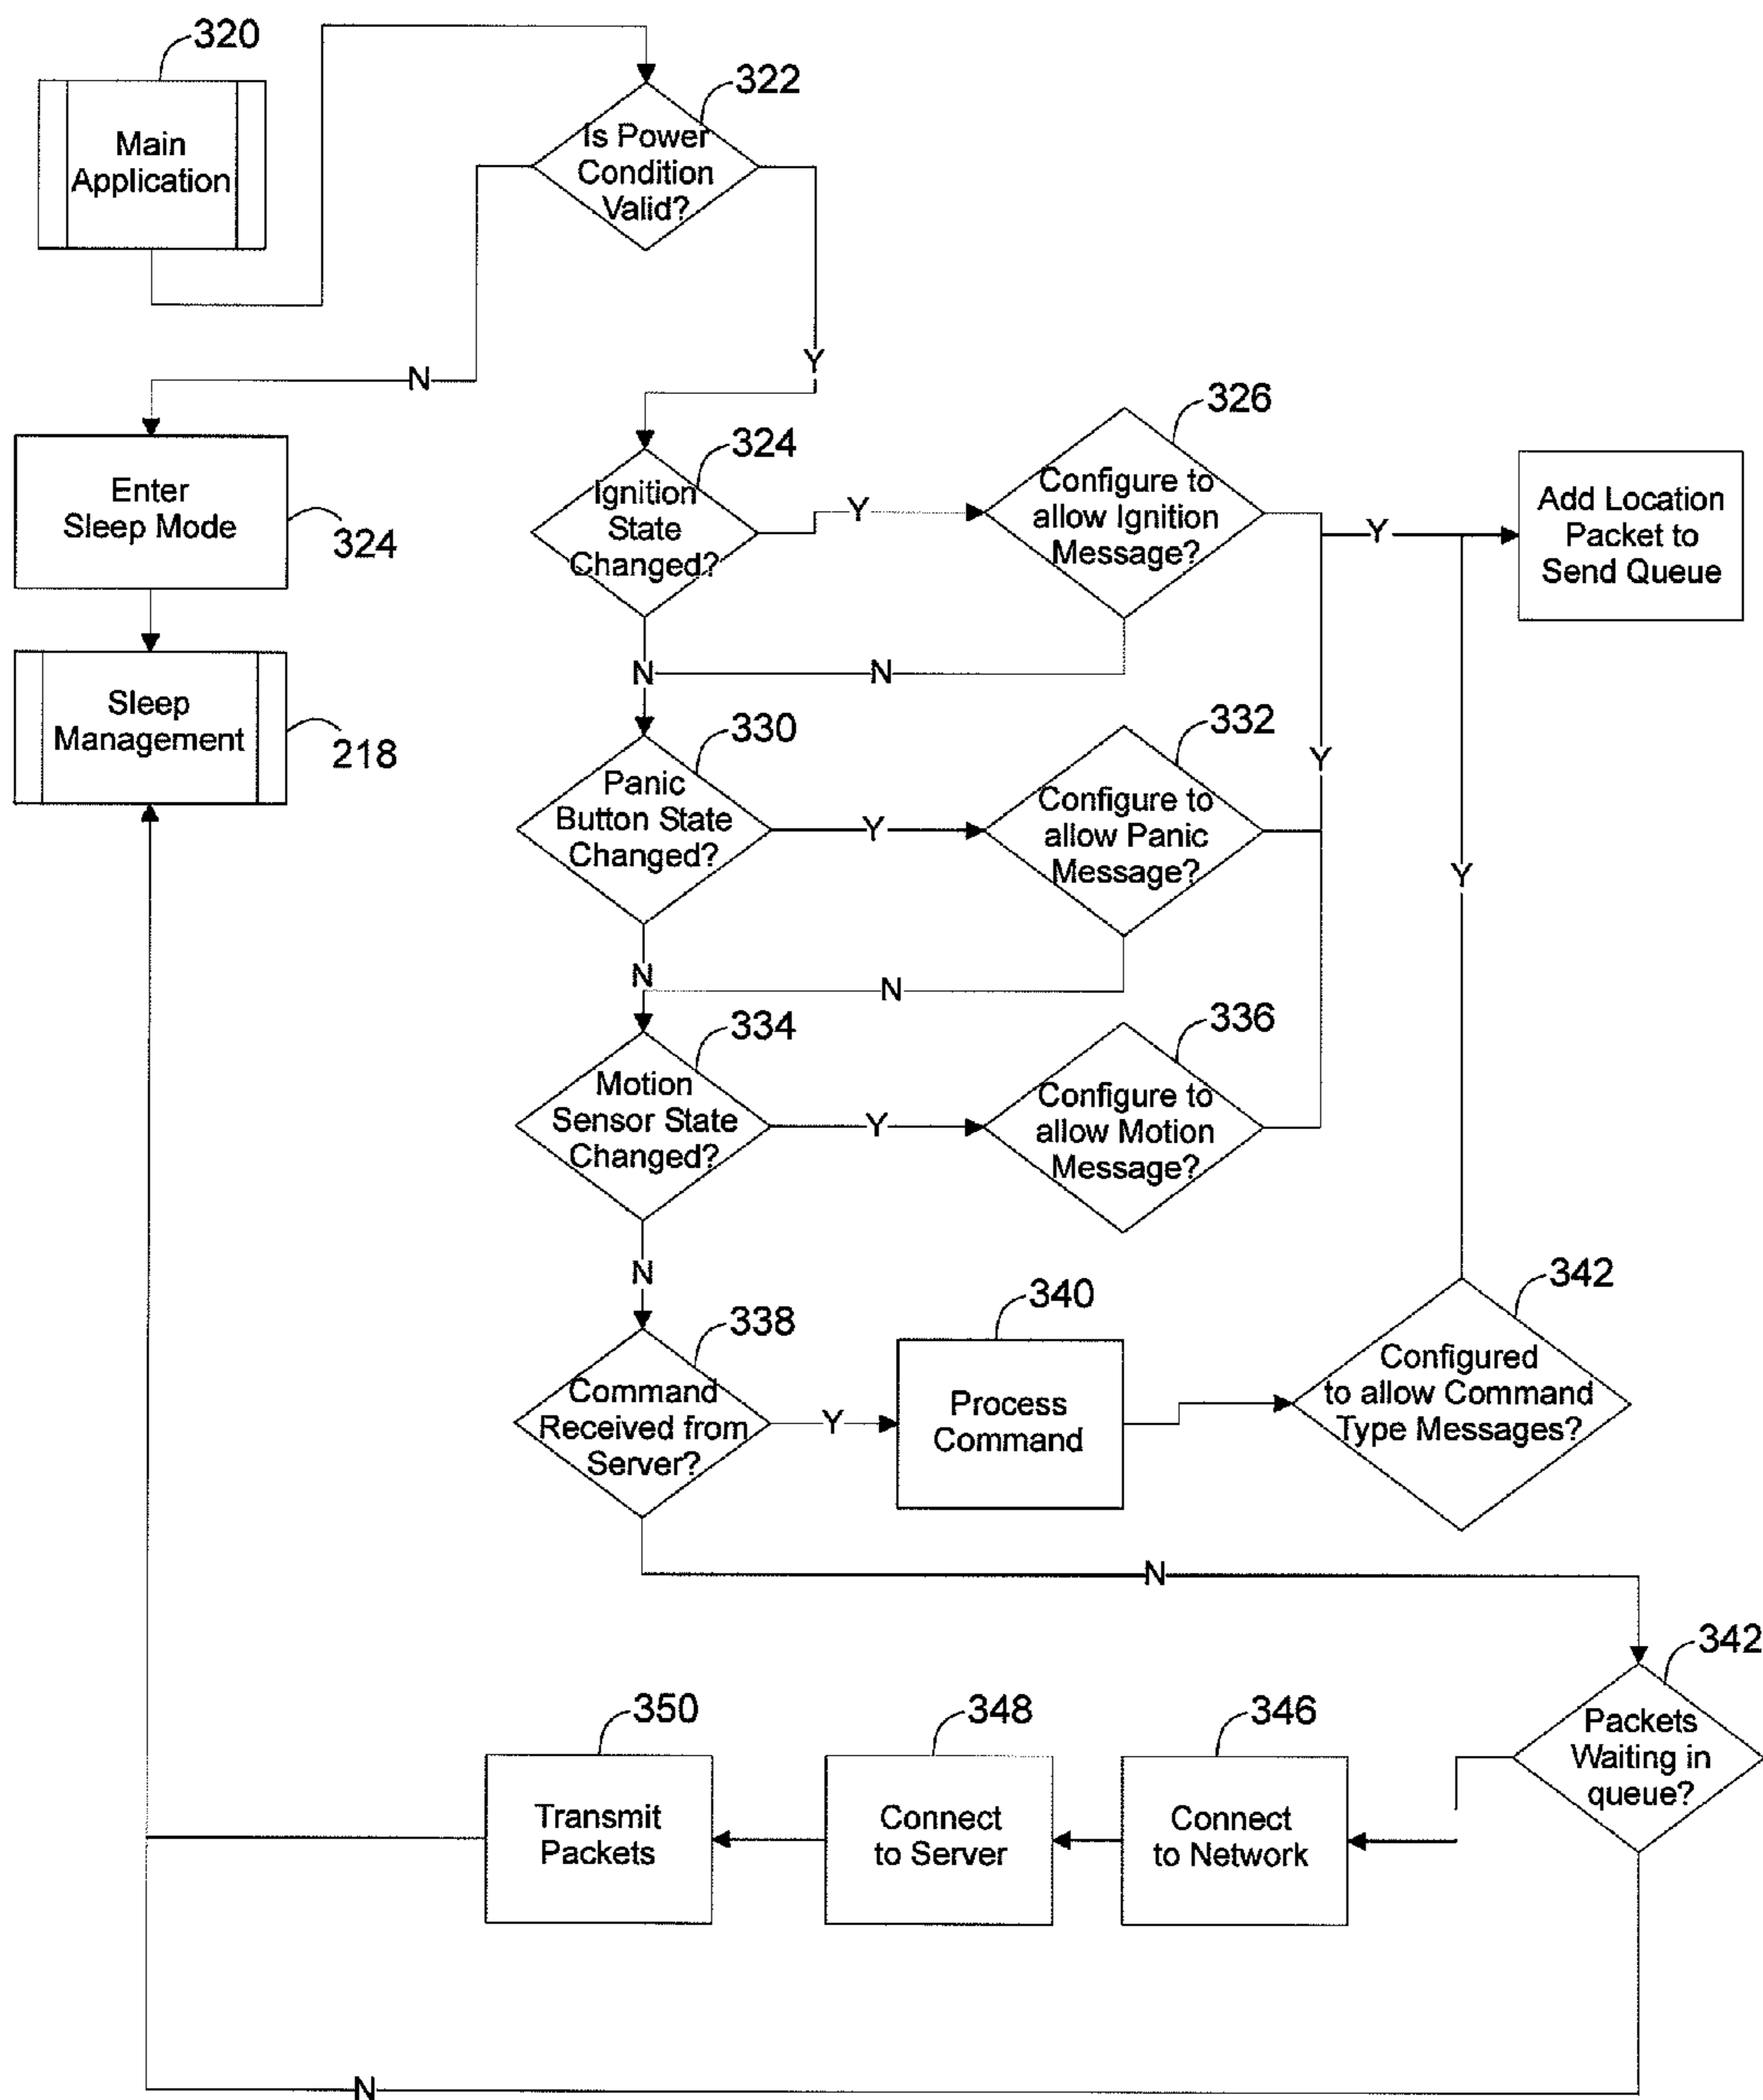 320
Main
Application
322
Is Power
Condition
Valid?
N
Y
Enter
Sleep Mode
324
Sleep
Management
218
324
Ignition
State
Changed?
Y
326
Configure to
allow Ignition
Message?
Y
Add Location
Packet to
Send Queue
N
N
330
Panic
Button State
Changed?
Y
332
Configure to
allow Panic
Message?
Y
Y
N
N
334
Motion
Sensor State
Changed?
Y
336
Configure to
allow Motion
Message?
N
338
Command
Received from
Server?
Y
340
Process
Command
342
Configured
to allow Command
Type Messages?
N
342
Packets
Waiting in
queue?
346
Connect
to Network
348
Connect
to Server
350
Transmit
Packets
N